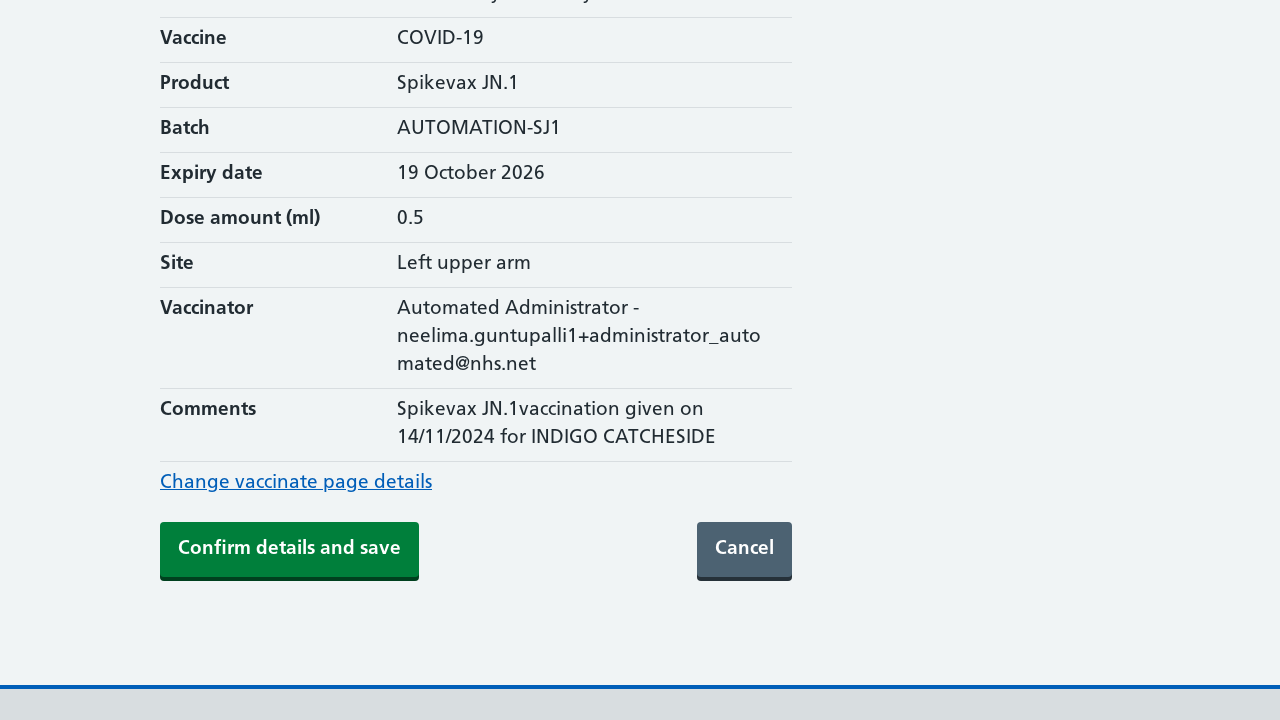 Vaccine COVID-19
Product Spikevax JN.1
Batch AUTOMATION-SJ1
Expiry date 19 October 2026
Dose amount (ml) 0.5
Site Left upper arm
Vaccinator Automated Administrator -
neelima.guntupalli1+administrator_auto
mated@nhs.net
Comments Spikevax JN.1vaccination given on
14/11/2024 for INDIGO CATCHESIDE
Change vaccinate page details
Confirm details and save Cancel